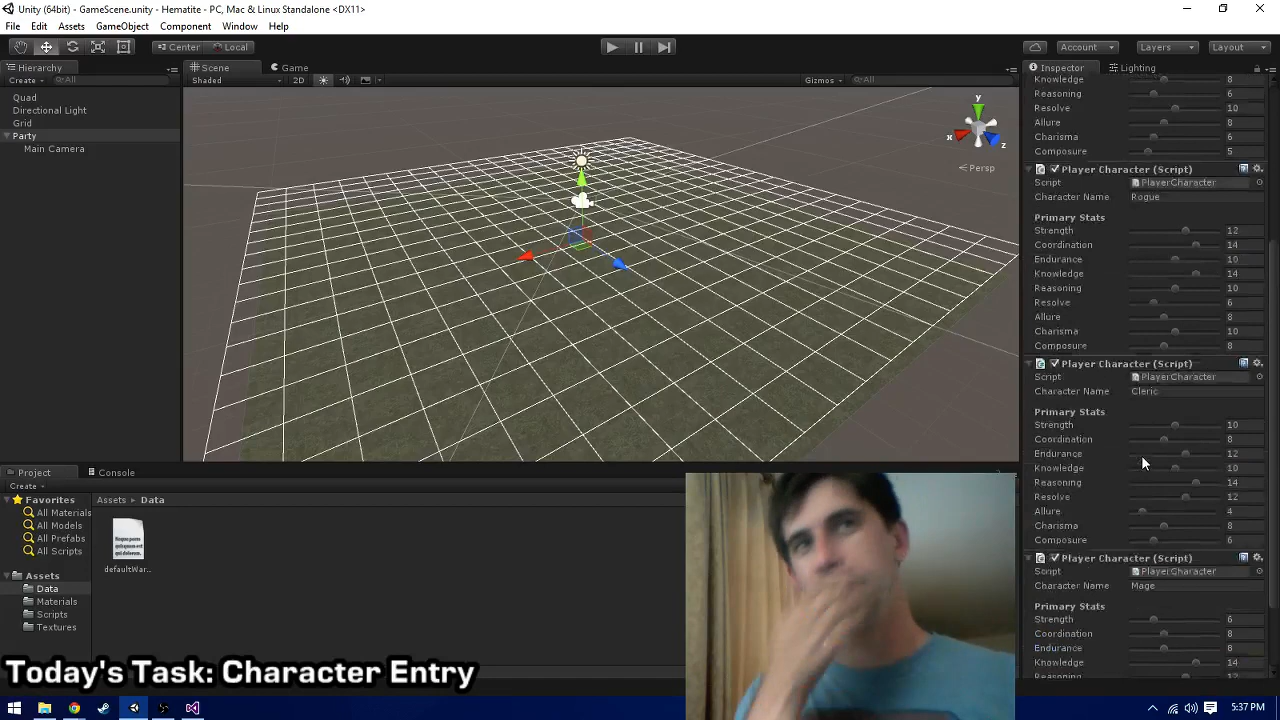 Unity (64bit) - GameScene.unity - Hematite - PC, Mac & Linux Standalone <DX11>
File Edit Assets GameObject Component Window Help
Center Local Account Layers Layout
Hierarchy Scene Game Inspector Lighting
Create All Shaded 2D Gizmos All
Quad
Directional Light
Grid
Party
Main Camera
y
x
z
Persp
Knowledge 8
Reasoning 6
Resolve 10
Allure 8
Charisma 6
Composure 5
Player Character (Script)
Script PlayerCharacter
Character Name Rogue
Primary Stats
Strength 12
Coordination 14
Endurance 10
Knowledge 14
Reasoning 10
Resolve 6
Allure 8
Charisma 10
Composure 8
Player Character (Script)
Script PlayerCharacter
Character Name Cleric
Primary Stats
Strength 10
Coordination 8
Endurance 12
Knowledge 10
Reasoning 14
Resolve 12
Allure 4
Charisma 8
Composure 6
Player Character (Script)
Script PlayerCharacter
Character Name Mage
Primary Stats
Strength 6
Coordination 8
Endurance 8
Knowledge 14
Reasoning 12
Project Console
Create
Favorites
All Materials
All Models
All Prefabs
All Scripts
Assets
Data
Materials
Scripts
Textures
Assets Data
defaultWar...
Today's Task: Character Entry
5:37 PM